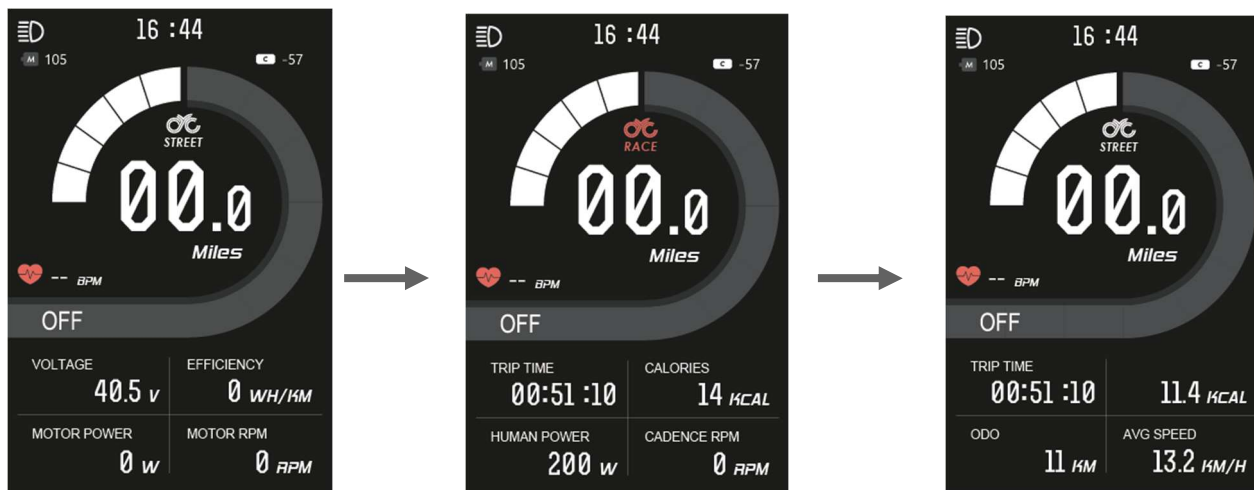 16 :44
M 105
C -57
STREET
00.0
Miles
-- BPM
OFF
VOLTAGE
40.5 V
EFFICIENCY
0 WH/KM
MOTOR POWER
0 W
MOTOR RPM
0 RPM
16 :44
M 105
C -57
RACE
00.0
Miles
-- BPM
OFF
TRIP TIME
00:51 :10
CALORIES
14 KCAL
HUMAN POWER
200 W
CADENCE RPM
0 RPM
16 :44
M 105
C -57
STREET
00.0
Miles
-- BPM
OFF
TRIP TIME
00:51 :10
11.4 KCAL
ODO
11 KM
AVG SPEED
13.2 KM/H